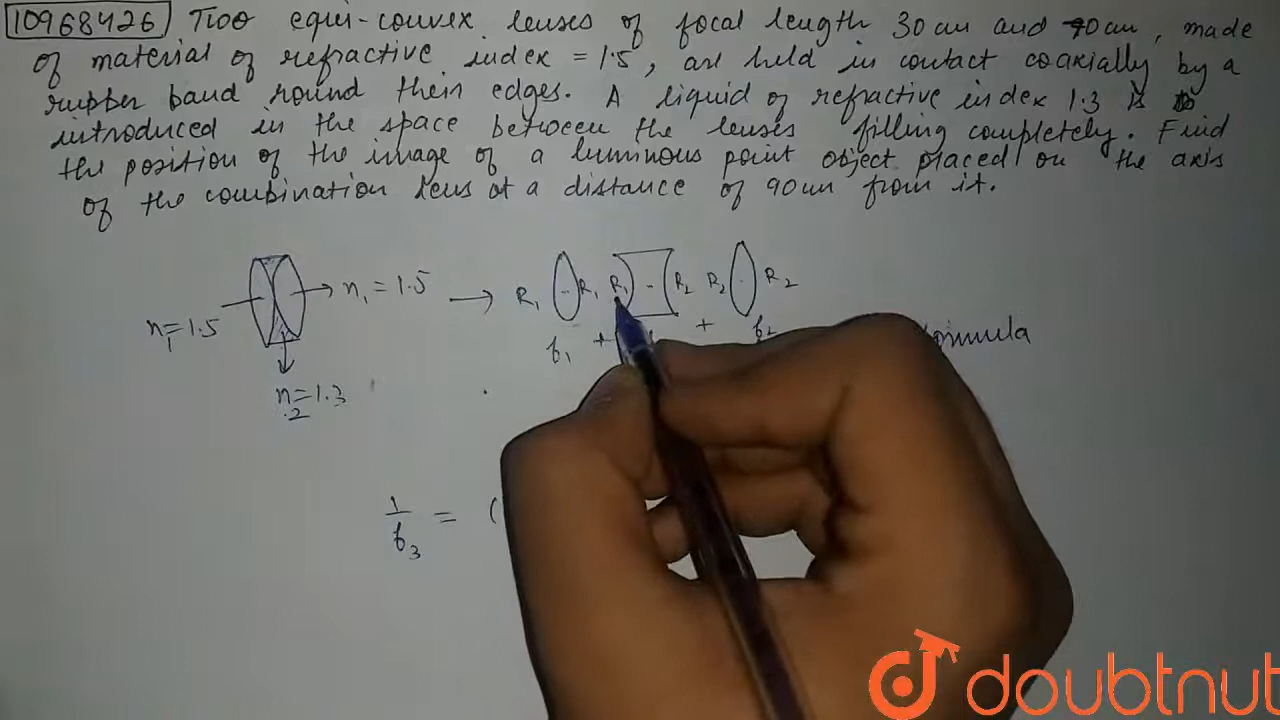 10968426 Two equi-convex lenses of focal length 30 cm and 70 cm, made
of material of refractive index = 1.5, are held in contact coaxially by a
rubber band round their edges. A liquid of refractive index 1.3 is
introduced in the space between the lenses filling completely. Find
the position of the image of a luminous point object placed on the axis
of the combination lens at a distance of 90 cm from it.
n₁ = 1.5
n₁ = 1.5
n₂ = 1.3
R₁ R₁ R₁ R₂ R₂ R₂
f₁ + + f₂
1/f₃ = (
doubtnut